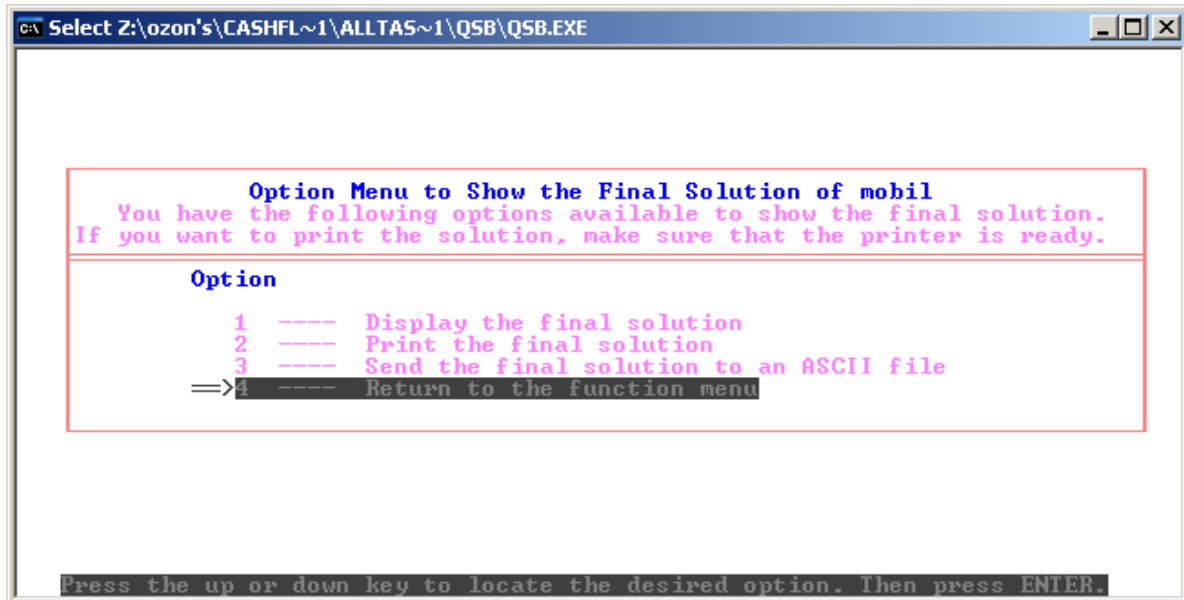 Select Z:\ozon's\CASHFL~1\ALLTAS~1\QSB\QSB.EXE
Option Menu to Show the Final Solution of mobil
You have the following options available to show the final solution.
If you want to print the solution, make sure that the printer is ready.
Option
1 ---- Display the final solution
2 ---- Print the final solution
3 ---- Send the final solution to an ASCII file
==>4 ---- Return to the function menu
Press the up or down key to locate the desired option. Then press ENTER.